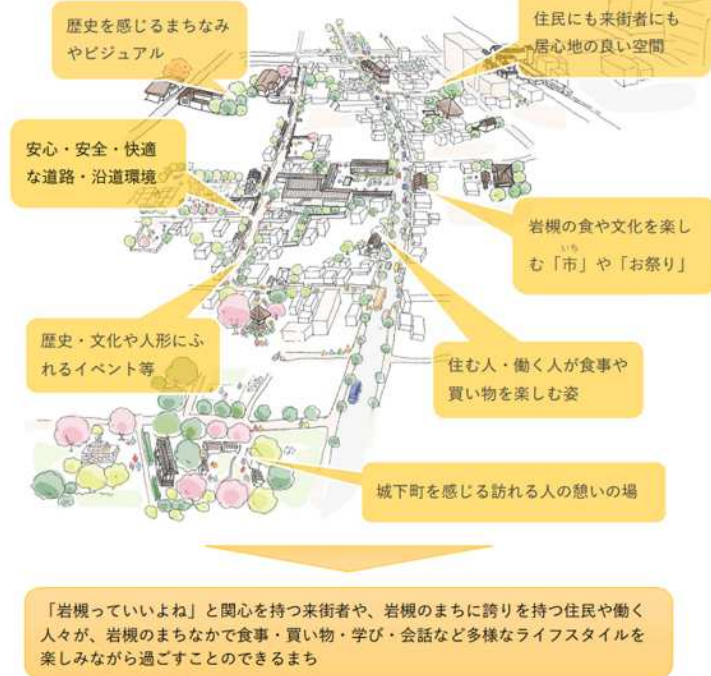 歴史を感じるまちなみ
やビジュアル
住民にも来街者にも
居心地の良い空間
安心・安全・快適
な道路・沿道環境
岩槻の食や文化を楽し
む「市」や「お祭り」
いち
歴史・文化や人形にふ
れるイベント等
住む人・働く人が食事や
買い物を楽しむ姿
城下町を感じる訪れる人の憩いの場
「岩槻っていいよね」と関心を持つ来街者や、岩槻のまちに誇りを持つ住民や働く
人々が、岩槻のまちなかで食事・買い物・学び・会話など多様なライフスタイルを
楽しみながら過ごすことのできるまち